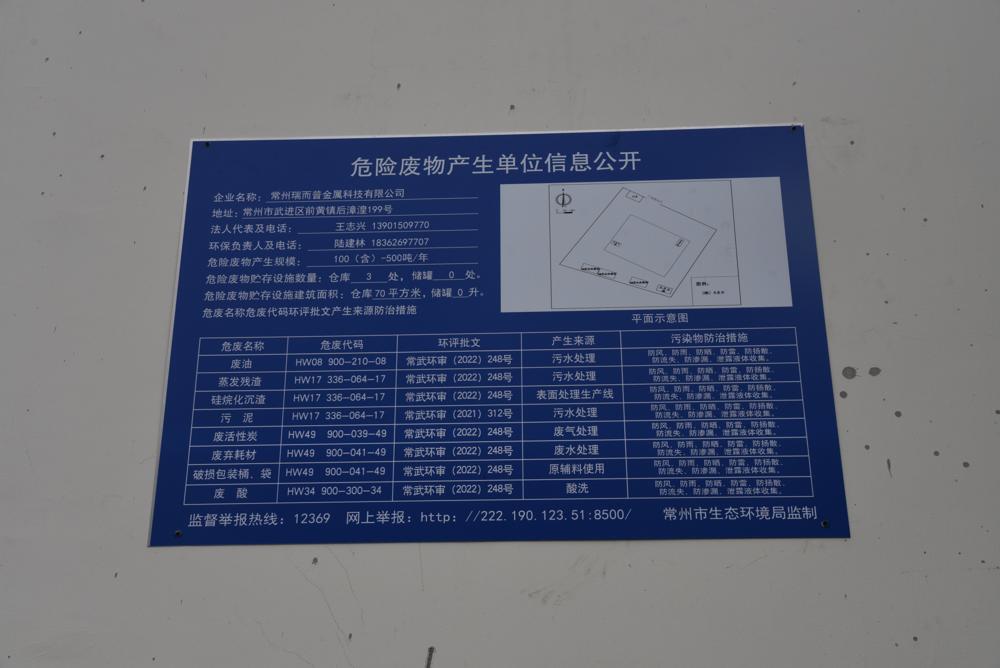 危险废物产生单位信息公开
企业名称：常州瑞而普金属科技有限公司
地址：常州市武进区前黄镇后漳湟199号
法人代表及电话：王志兴 13901509770
环保负责人及电话：陆建林 18362697707
危险废物产生规模：100（含）-500吨/年
危险废物贮存设施数量：仓库 3 处，储罐 0 处。
危险废物贮存设施建筑面积：仓库70平方米，储罐 0 升。
危废名称危废代码环评批文产生来源防治措施
平面示意图
危废名称 危废代码 环评批文 产生来源 污染物防治措施
废油 HW08 900-210-08 常武环审（2022）248号 污水处理 防风、防雨、防晒、防雷、防扬散、防流失、防渗漏、泄露液体收集。
蒸发残渣 HW17 336-064-17 常武环审（2022）248号 污水处理 防风、防雨、防晒、防雷、防扬散、防流失、防渗漏、泄露液体收集。
硅烷化沉渣 HW17 336-064-17 常武环审（2022）248号 表面处理生产线 防风、防雨、防晒、防雷、防扬散、防流失、防渗漏、泄露液体收集。
污 泥 HW17 336-064-17 常武环审（2021）312号 污水处理 防风、防雨、防晒、防雷、防扬散、防流失、防渗漏、泄露液体收集。
废活性炭 HW49 900-039-49 常武环审（2022）248号 废气处理 防风、防雨、防晒、防雷、防扬散、防流失、防渗漏、泄露液体收集。
废弃耗材 HW49 900-041-49 常武环审（2022）248号 废水处理 防风、防雨、防晒、防雷、防扬散、防流失、防渗漏、泄露液体收集。
破损包装桶、袋 HW49 900-041-49 常武环审（2022）248号 原辅料使用 防风、防雨、防晒、防雷、防扬散、防流失、防渗漏、泄露液体收集。
废 酸 HW34 900-300-34 常武环审（2022）248号 酸洗 防风、防雨、防晒、防雷、防扬散、防流失、防渗漏、泄露液体收集。
监督举报热线：12369 网上举报：http：//222.190.123.51:8500/ 常州市生态环境局监制